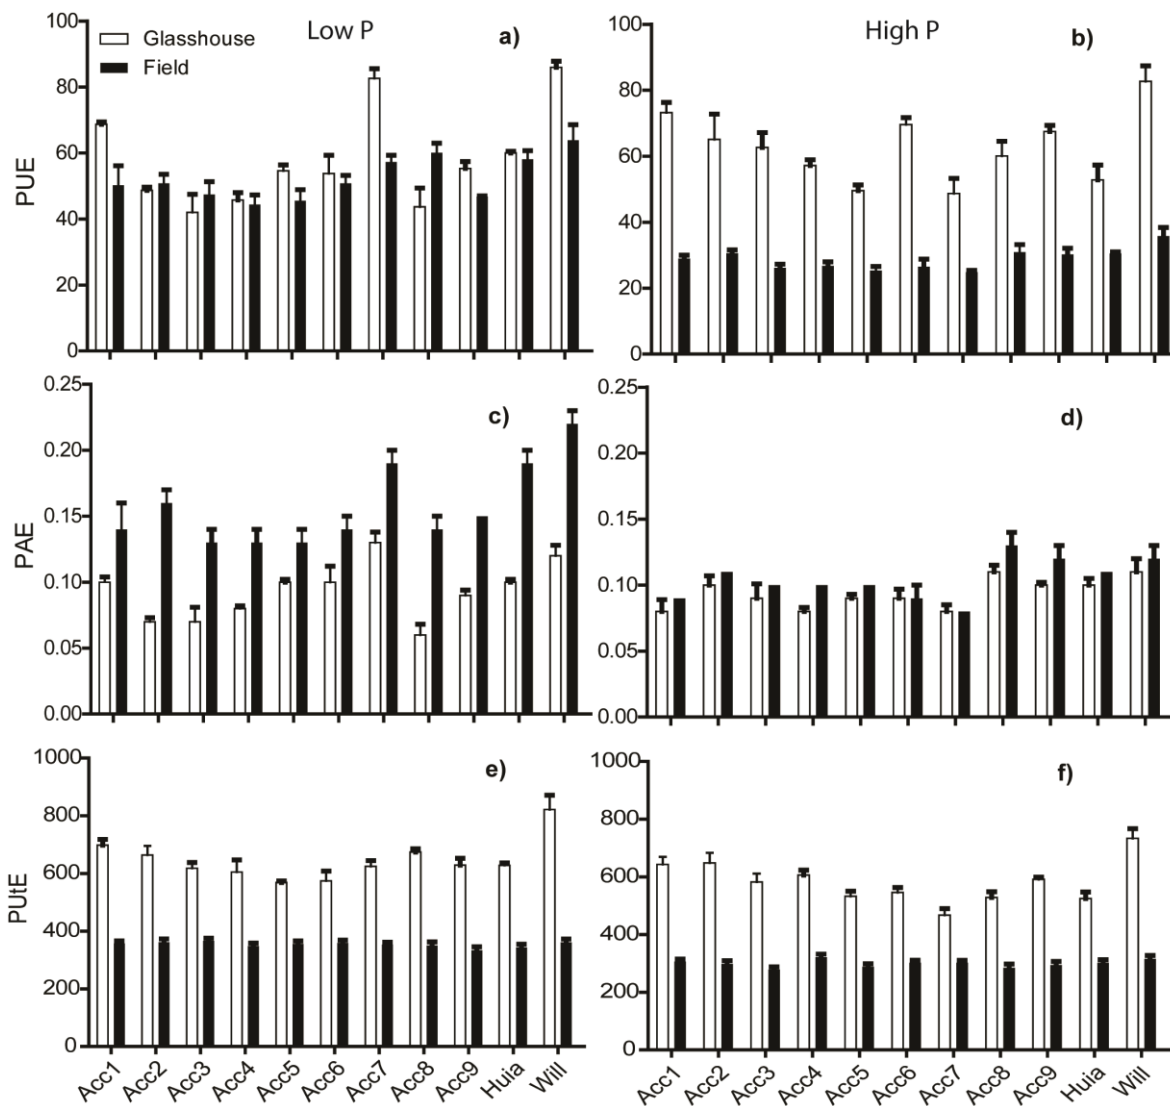 Low P
High P
a)
b)
Glasshouse
Field
PUE
100
80
60
40
20
0
100
80
60
40
20
0
c)
d)
PAE
0.25
0.20
0.15
0.10
0.05
0.00
0.25
0.20
0.15
0.10
0.05
0.00
e)
f)
PUtE
1000
800
600
400
200
0
1000
800
600
400
200
0
Acc1
Acc2
Acc3
Acc4
Acc5
Acc6
Acc7
Acc8
Acc9
Huia
Will
Acc1
Acc2
Acc3
Acc4
Acc5
Acc6
Acc7
Acc8
Acc9
Huia
Will